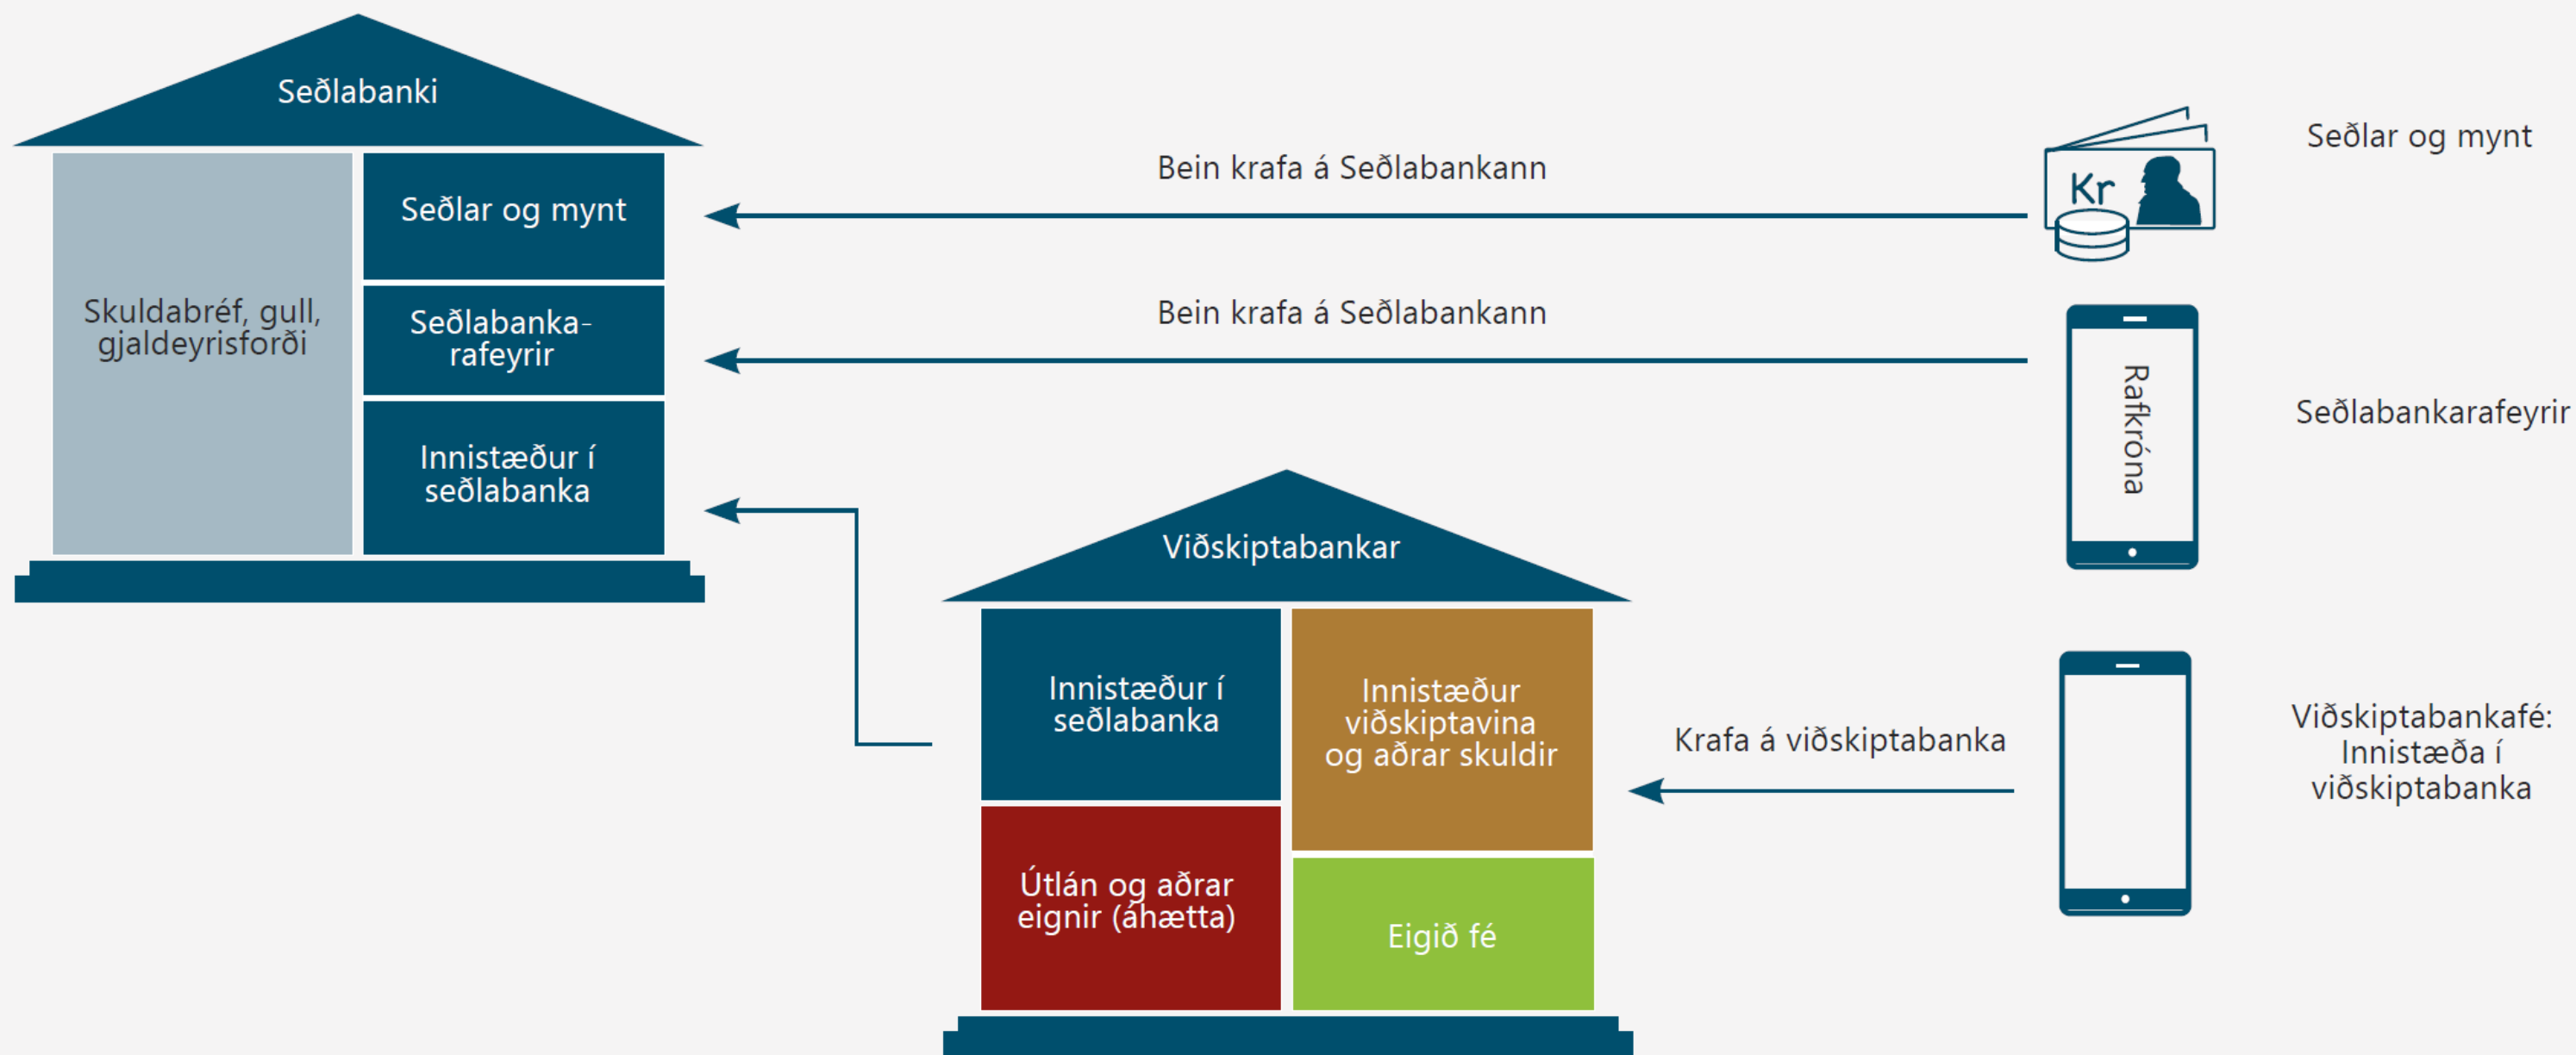 Seðlabanki
Skuldabréf, gull,
gjaldeyrisforði
Seðlar og mynt
Seðlabanka-
rafeyrir
Innistæður í
seðlabanka
Bein krafa á Seðlabankann
Bein krafa á Seðlabankann
Kr
Seðlar og mynt
Rafkróna
Seðlabankarafeyrir
Viðskiptabankar
Innistæður í
seðlabanka
Útlán og aðrar
eignir (áhætta)
Innistæður
viðskiptavina
og aðrar skuldir
Eigið fé
Krafa á viðskiptabanka
Viðskiptabankafé:
Innistæða í
viðskiptabanka